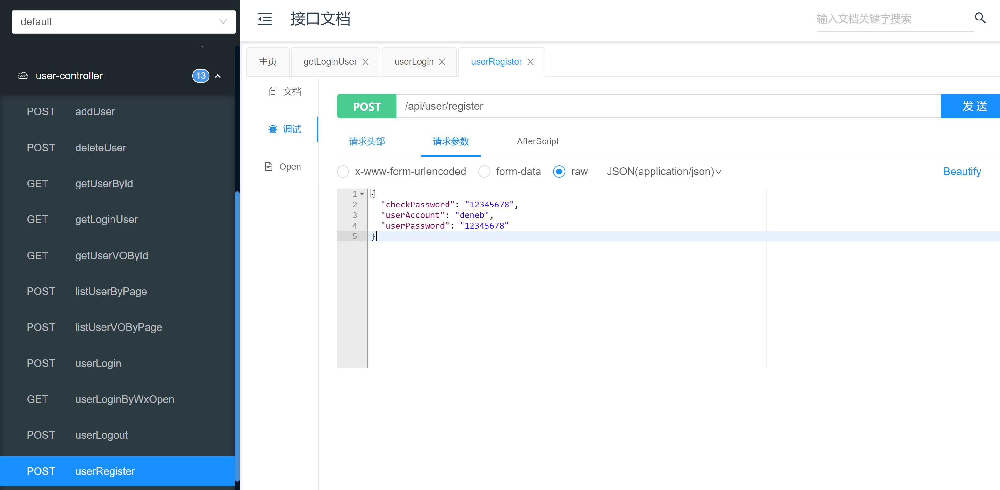 default
接口文档
输入文档关键字搜索
user-controller
13
POST addUser
POST deleteUser
GET getUserById
GET getLoginUser
GET getUserVOById
POST listUserByPage
POST listUserVOByPage
POST userLogin
GET userLoginByWxOpen
POST userLogout
POST userRegister
主页
getLoginUser
userLogin
userRegister
文档
调试
Open
POST
/api/user/register
发 送
请求头部
请求参数
AfterScript
x-www-form-urlencoded
form-data
raw
JSON(application/json)
Beautify
1 {
2 "checkPassword": "12345678",
3 "userAccount": "deneb",
4 "userPassword": "12345678"
5 }